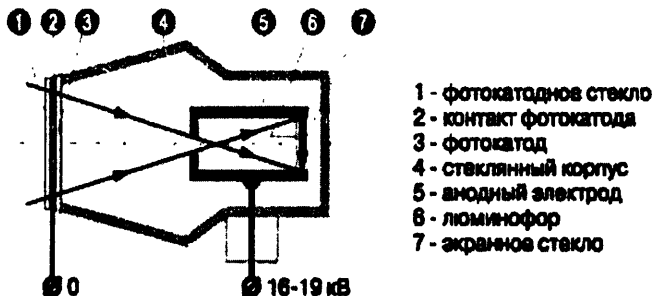 1 2 3 4 5 6 7
1 - фотокатодное стекло
2 - контакт фотокатода
3 - фотокатод
4 - стеклянный корпус
5 - анодный электрод
6 - люминофор
7 - экранное стекло
0
16-19 кВ